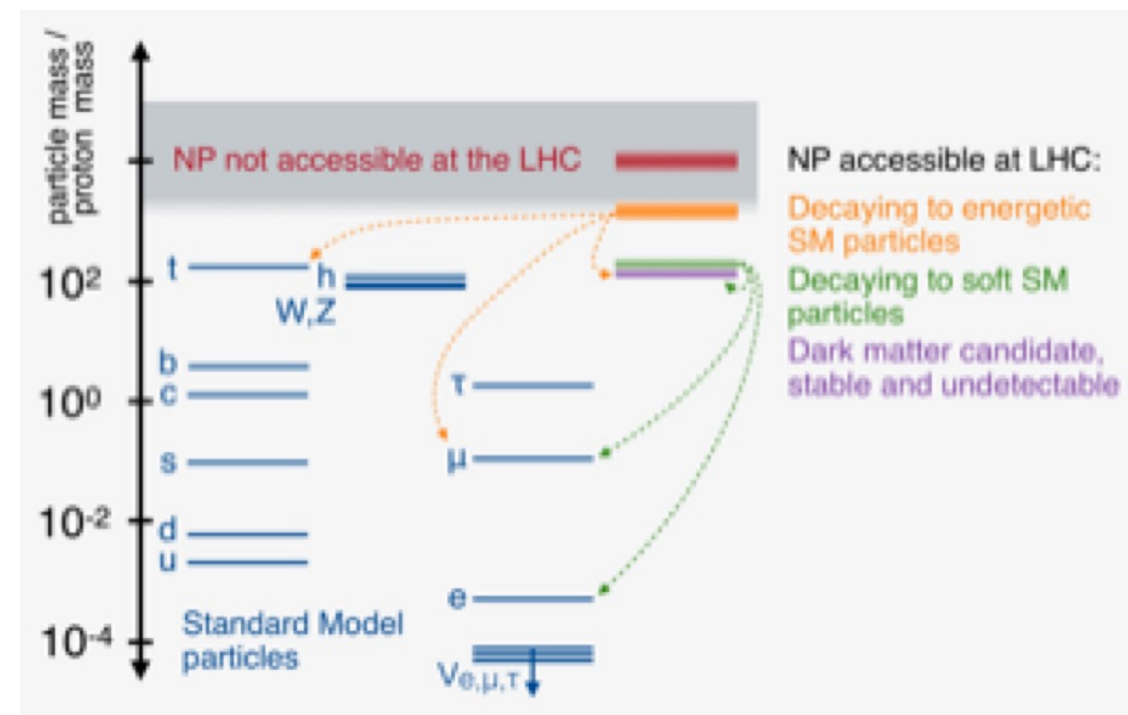 particle mass /
proton mass
NP not accessible at the LHC
NP accessible at LHC:
Decaying to energetic
SM particles
Decaying to soft SM
particles
Dark matter candidate,
stable and undetectable
10²
10⁰
10⁻²
10⁻⁴
t
h
W,Z
b
c
τ
s
μ
d
u
e
Standard Model
particles
Ve,μ,τ